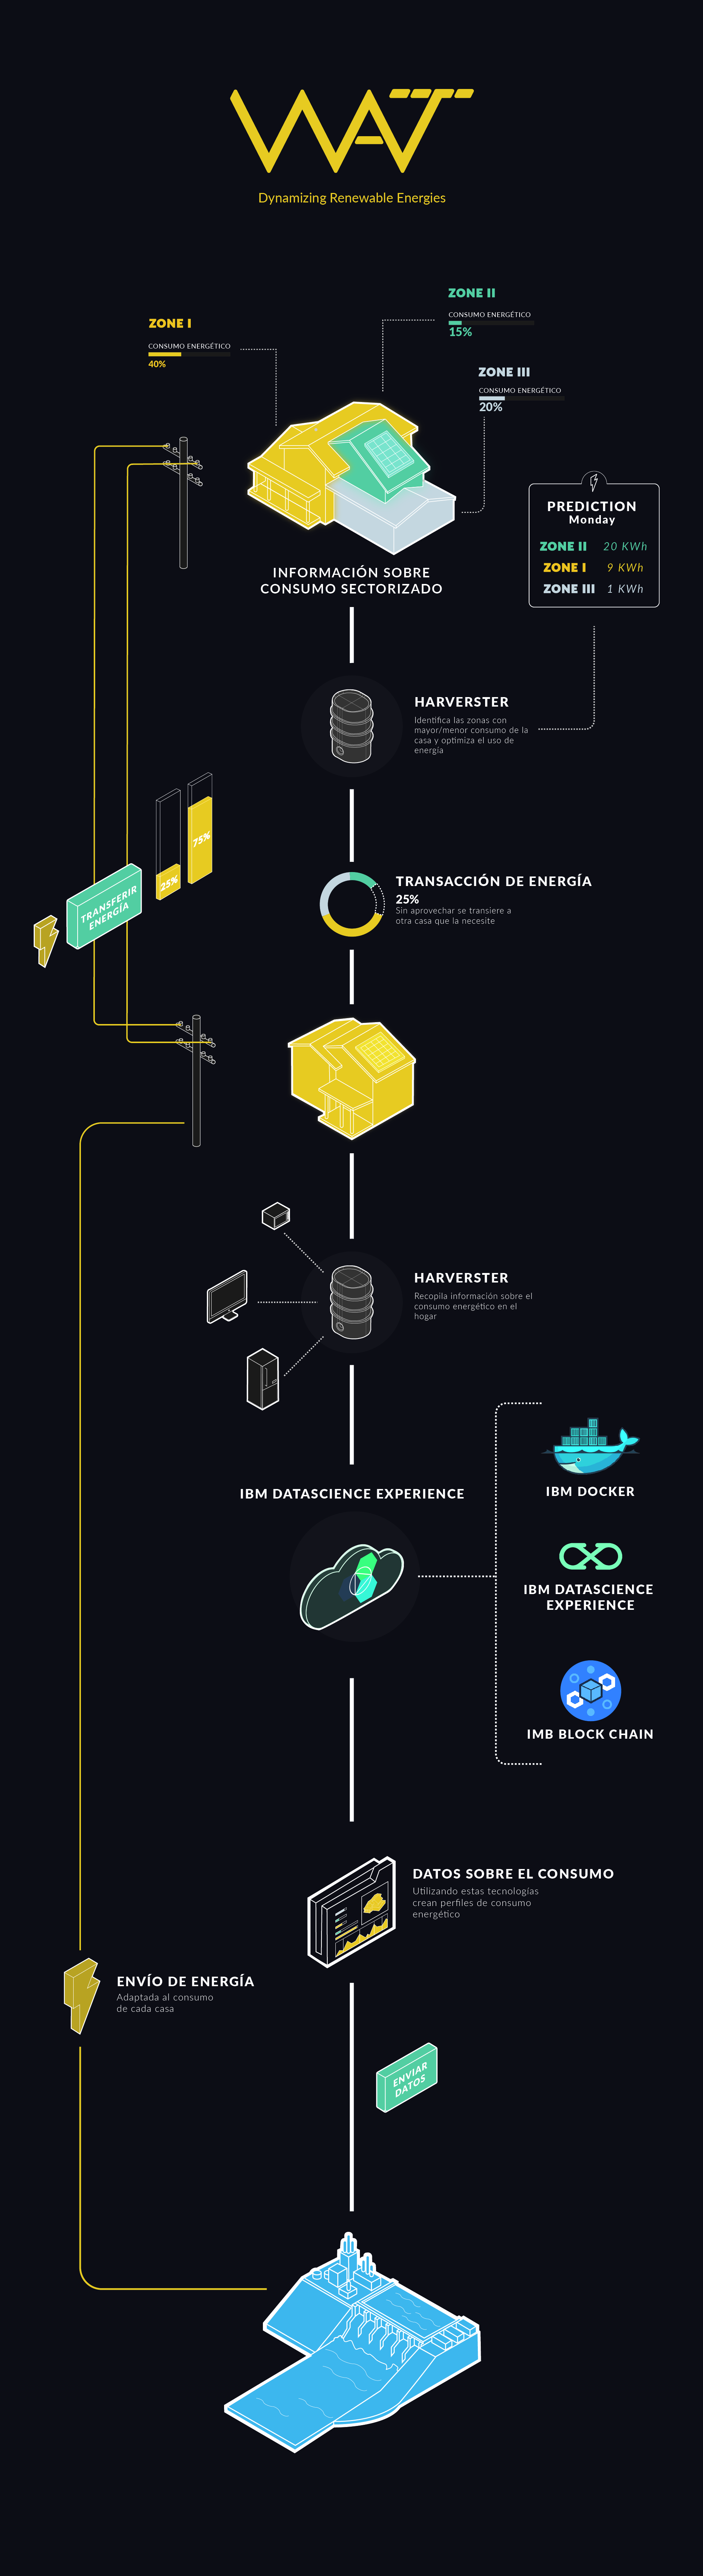 WAT
Dynamizing Renewable Energies
ZONE II
CONSUMO ENERGÉTICO
15%
ZONE I
CONSUMO ENERGÉTICO
40%
ZONE III
CONSUMO ENERGÉTICO
20%
PREDICTION
Monday
ZONE II 20 KWh
ZONE I 9 KWh
ZONE III 1 KWh
INFORMACIÓN SOBRE
CONSUMO SECTORIZADO
HARVERSTER
Identifica las zonas con
mayor/menor consumo de la
casa y optimiza el uso de
energía
75%
25%
TRANSFERIR
ENERGÍA
TRANSACCIÓN DE ENERGÍA
25%
Sin aprovechar se transiere a
otra casa que la necesite
HARVERSTER
Recopila información sobre el
consumo energético en el
hogar
IBM DATASCIENCE EXPERIENCE
IBM DOCKER
IBM DATASCIENCE
EXPERIENCE
IMB BLOCK CHAIN
DATOS SOBRE EL CONSUMO
Utilizando estas tecnologías
crean perfiles de consumo
energético
ENVÍO DE ENERGÍA
Adaptada al consumo
de cada casa
ENVIAR
DATOS